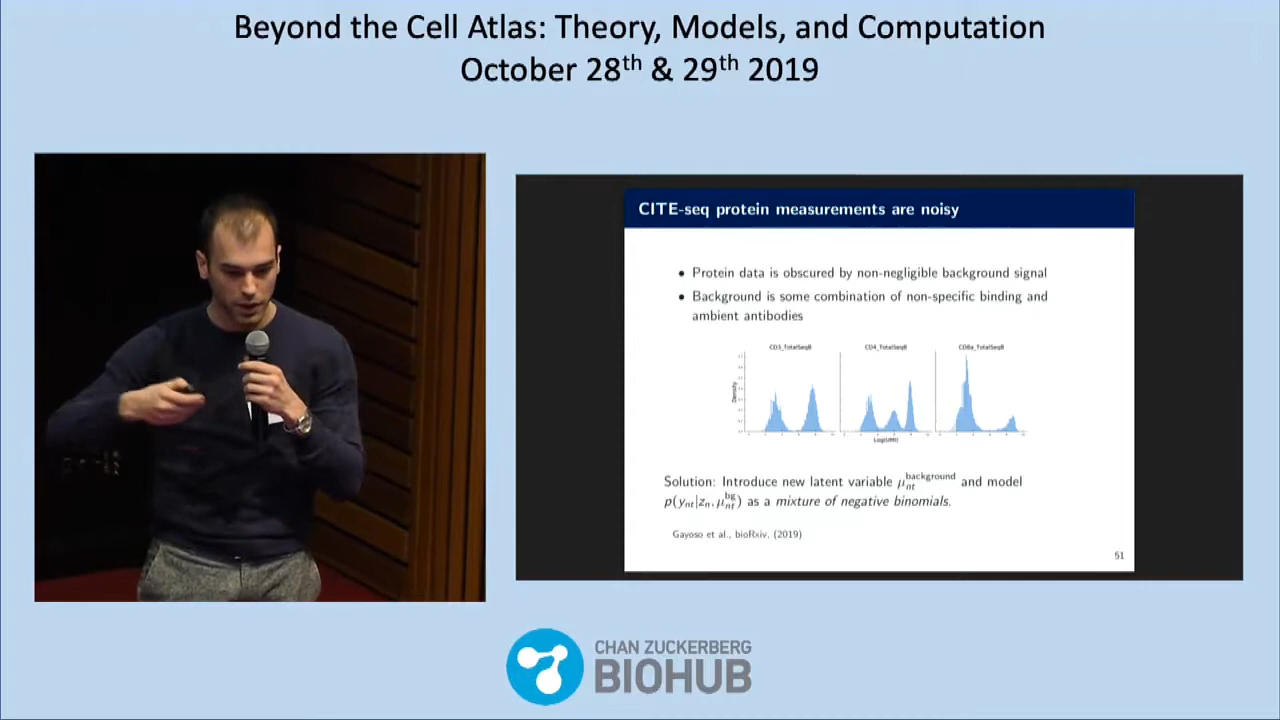 Beyond the Cell Atlas: Theory, Models, and Computation
October 28th & 29th 2019
CITE-seq protein measurements are noisy
• Protein data is obscured by non-negligible background signal
• Background is some combination of non-specific binding and
ambient antibodies
CD3_TotalSeqB CD4_TotalSeqB CD8a_TotalSeqB
Density
Log(UMI)
Solution: Introduce new latent variable μ_nt^background and model
p(y_nt|z_n, μ_nt^bg) as a mixture of negative binomials.
Gayoso et al., bioRxiv, (2019)
51
CHAN ZUCKERBERG
BIOHUB